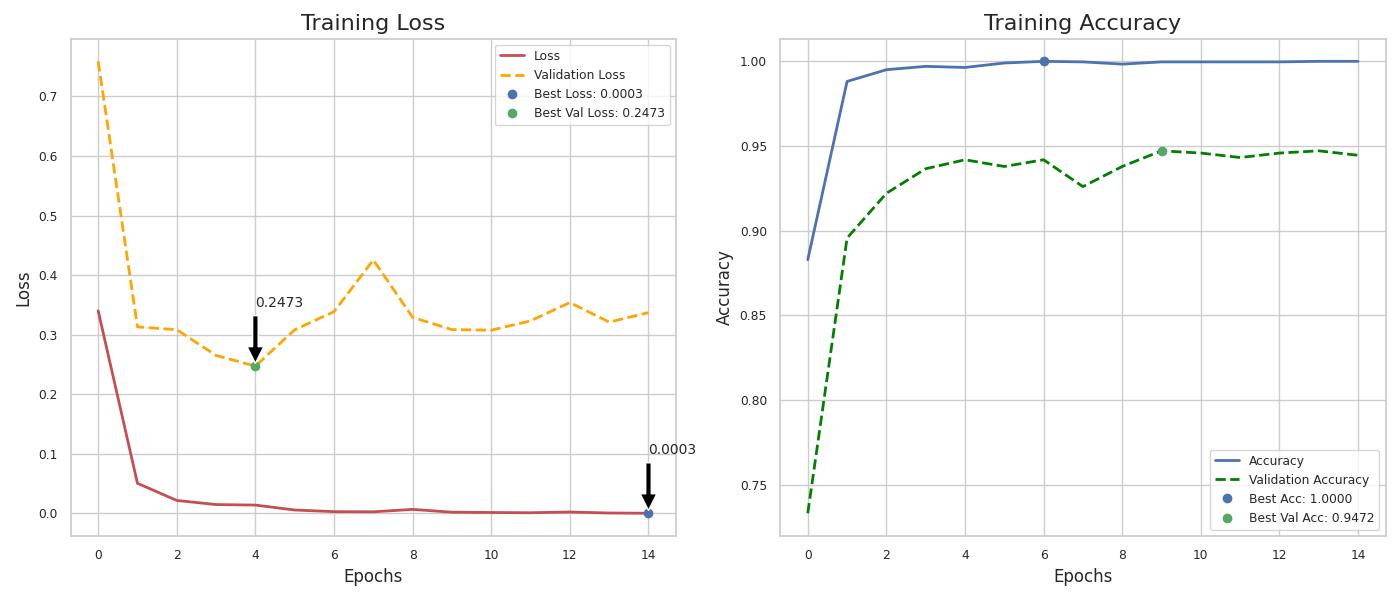 Training Loss
Loss
Validation Loss
Best Loss: 0.0003
Best Val Loss: 0.2473
0.7
0.6
0.5
0.4
0.3
0.2
0.1
0.0
Loss
0.2473
0.0003
0 2 4 6 8 10 12 14
Epochs
Training Accuracy
1.00
0.95
0.90
0.85
0.80
0.75
Accuracy
Accuracy
Validation Accuracy
Best Acc: 1.0000
Best Val Acc: 0.9472
0 2 4 6 8 10 12 14
Epochs